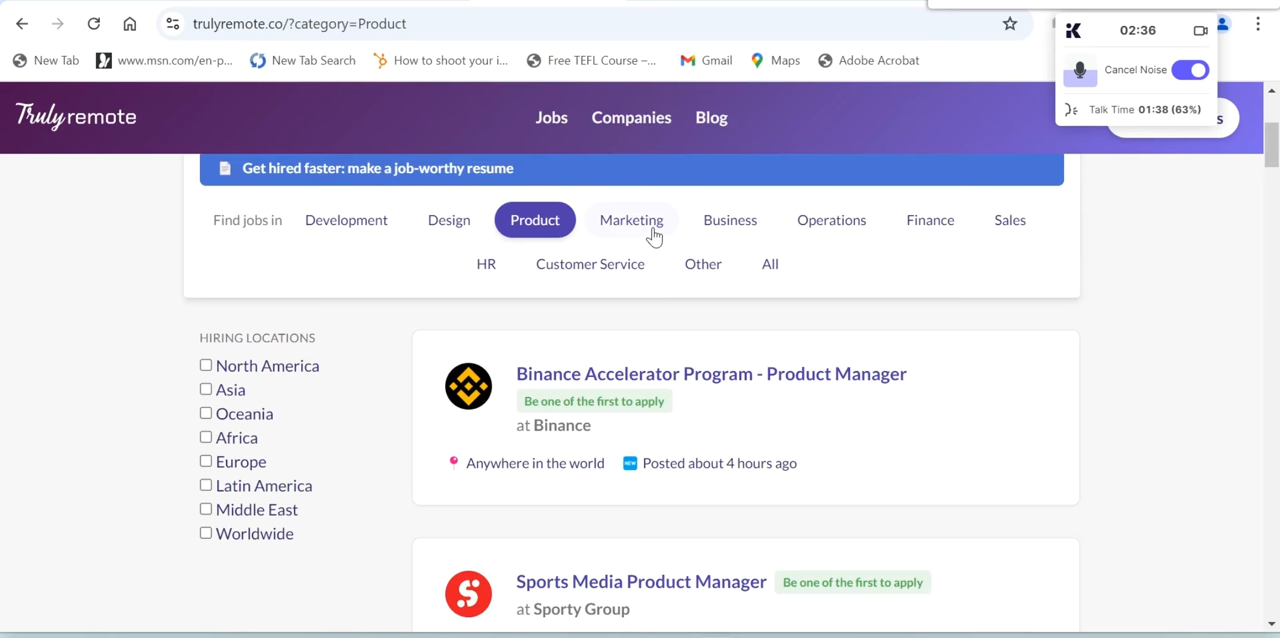 trulyremote.co/?category=Product
02:36
New Tab www.msn.com/en-p... New Tab Search How to shoot your i... Free TEFL Course –... Gmail Maps Adobe Acrobat
Cancel Noise
Talk Time 01:38 (63%)
Truly remote Jobs Companies Blog s
Get hired faster: make a job-worthy resume
Find jobs in Development Design Product Marketing Business Operations Finance Sales
HR Customer Service Other All
HIRING LOCATIONS
North America
Asia
Oceania
Africa
Europe
Latin America
Middle East
Worldwide
Binance Accelerator Program - Product Manager
Be one of the first to apply
at Binance
Anywhere in the world NEW Posted about 4 hours ago
Sports Media Product Manager Be one of the first to apply
at Sporty Group